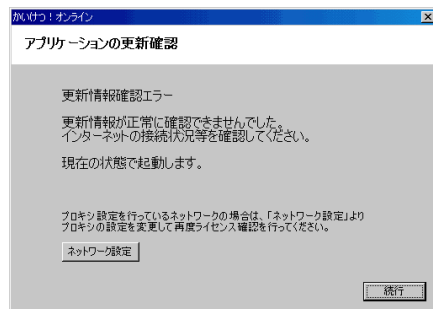 かいけつ！オンライン
アプリケーションの更新確認
更新情報確認エラー
更新情報が正常に確認できませんでした。
インターネットの接続状況等を確認してください。
現在の状態で起動します。
プロキシ設定を行っているネットワークの場合は、「ネットワーク設定」より
プロキシの設定を変更して再度ライセンス確認を行ってください。
ネットワーク設定
続行